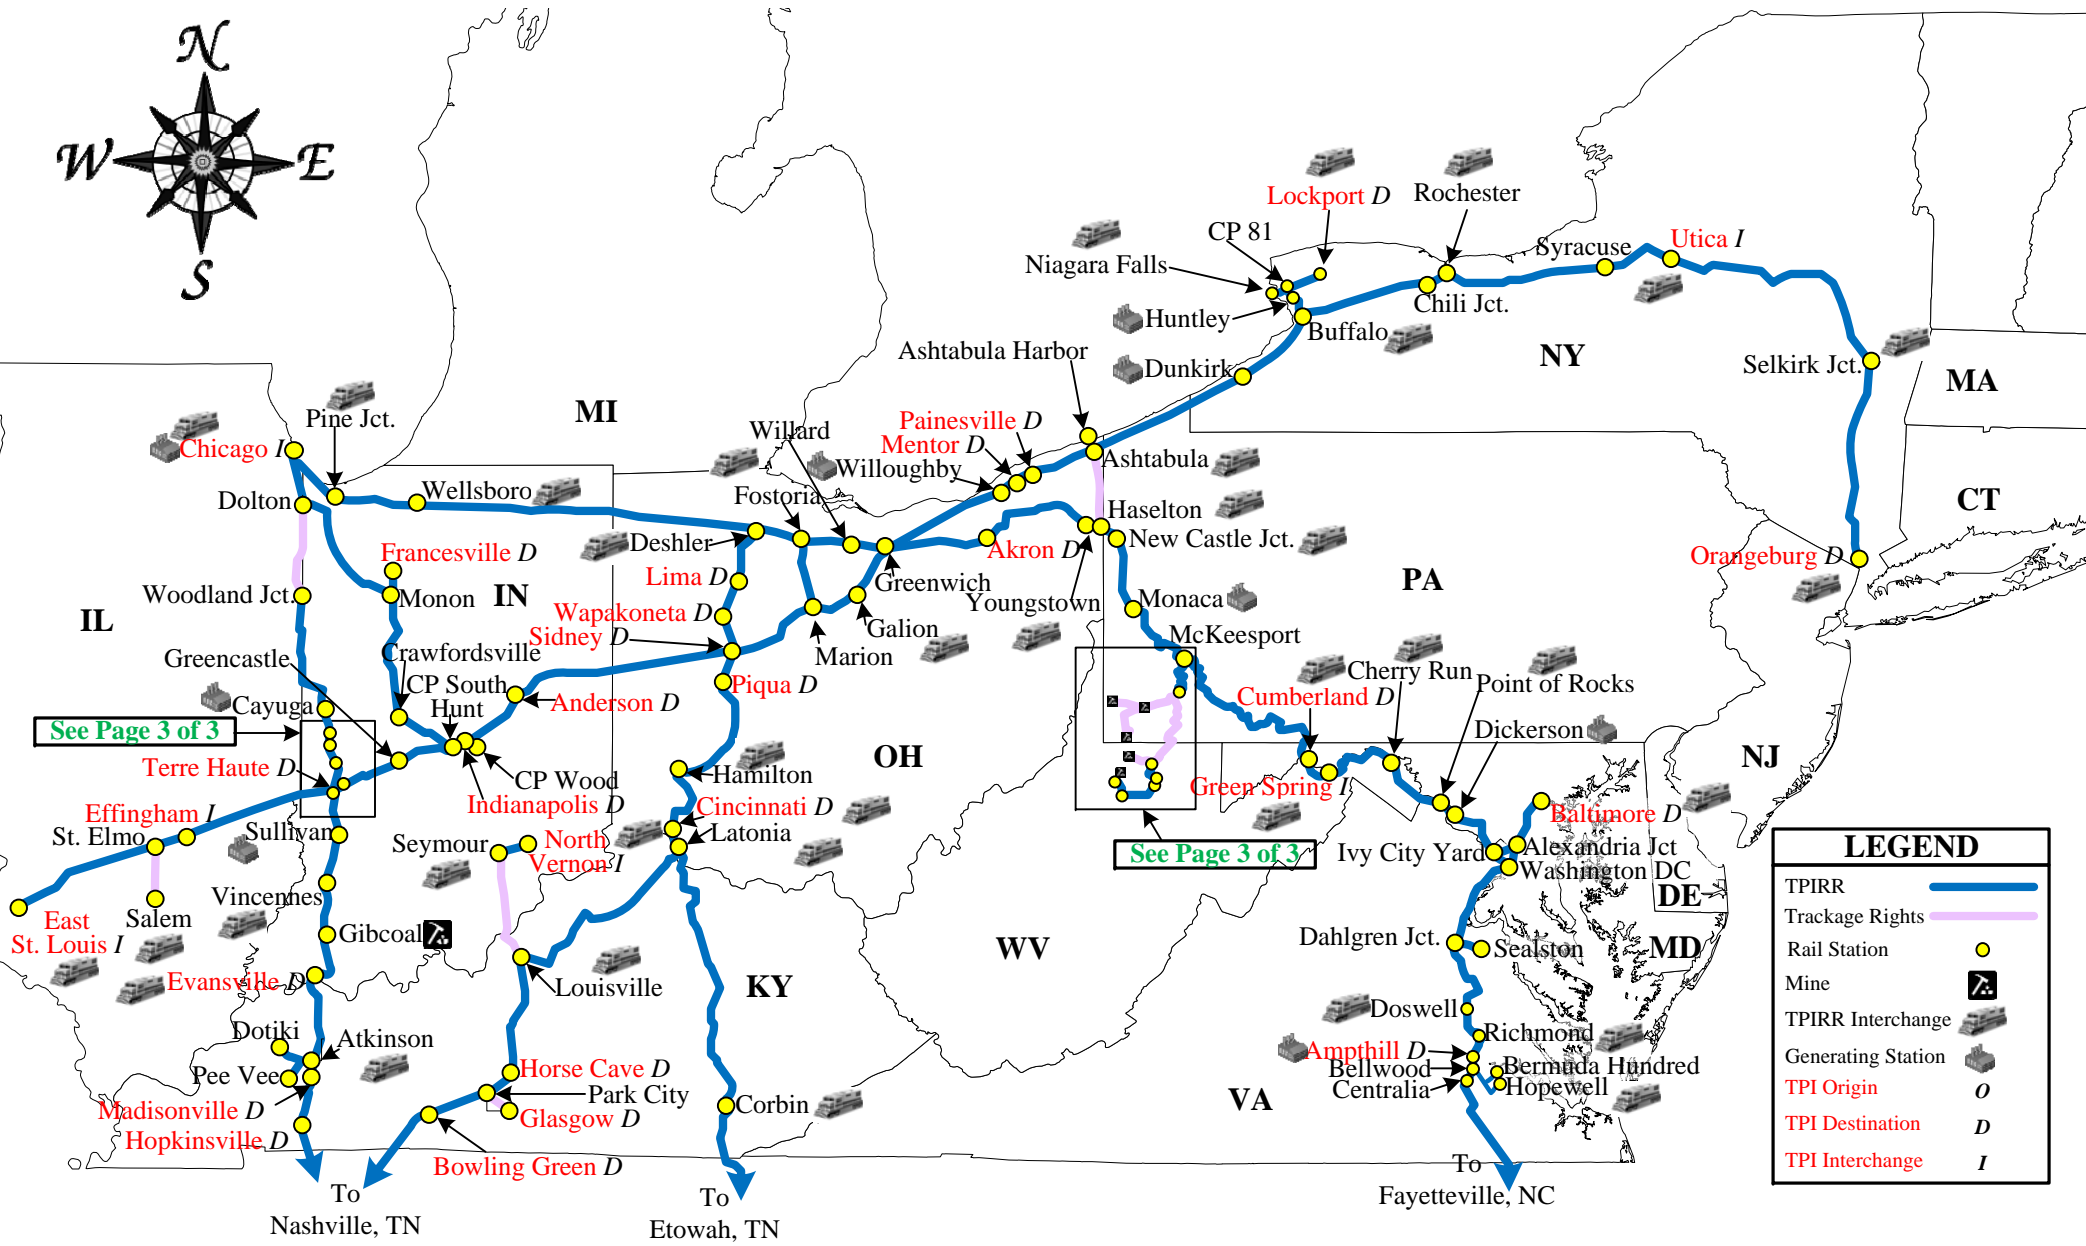 N
W
E
S
Lockport D
Rochester
CP 81
Niagara Falls
Syracuse
Utica I
Huntley
Chili Jct.
Buffalo
Ashtabula Harbor
Dunkirk
NY
Selkirk Jct.
MA
MI
Pine Jct.
Chicago I
Willard
Painesville D
Mentor D
Willoughby
Ashtabula
Dolton
Wellsboro
Fostoria
Haselton
CT
Deshler
Akron D
New Castle Jct.
Orangeburg D
Francesville D
Lima D
Greenwich
PA
Woodland Jct.
Monon
IN
Wapakoneta D
Youngstown
Monaca
IL
Sidney D
Galion
McKeesport
Greencastle
Crawfordsville
Marion
Cherry Run
CP South
Hunt
Piqua D
Cumberland D
Point of Rocks
Cayuga
Anderson D
Dickerson
See Page 3 of 3
Terre Haute D
CP Wood
Hamilton
OH
NJ
Indianapolis D
Cincinnati D
Green Spring I
Baltimore D
Effingham I
St. Elmo
Sullivan
Seymour
North
Vernon I
Latonia
See Page 3 of 3
Ivy City Yard
Alexandria Jct
Washington DC
DE
Vincennes
Salem
East
St. Louis I
Gibcoal
WV
Dahlgren Jct.
Sealston
MD
Evansville D
Louisville
KY
Doswell
Dotiki
Atkinson
Richmond
Pee Vee
Horse Cave D
Ampthill D
Bellwood
Bermuda Hundred
Madisonville D
Park City
Centralia
Hopewell
Hopkinsville D
Glasgow D
Corbin
VA
Bowling Green D
To
Nashville, TN
To
Etowah, TN
To
Fayetteville, NC
LEGEND
TPIRR
Trackage Rights
Rail Station
Mine
TPIRR Interchange
Generating Station
TPI Origin O
TPI Destination D
TPI Interchange I